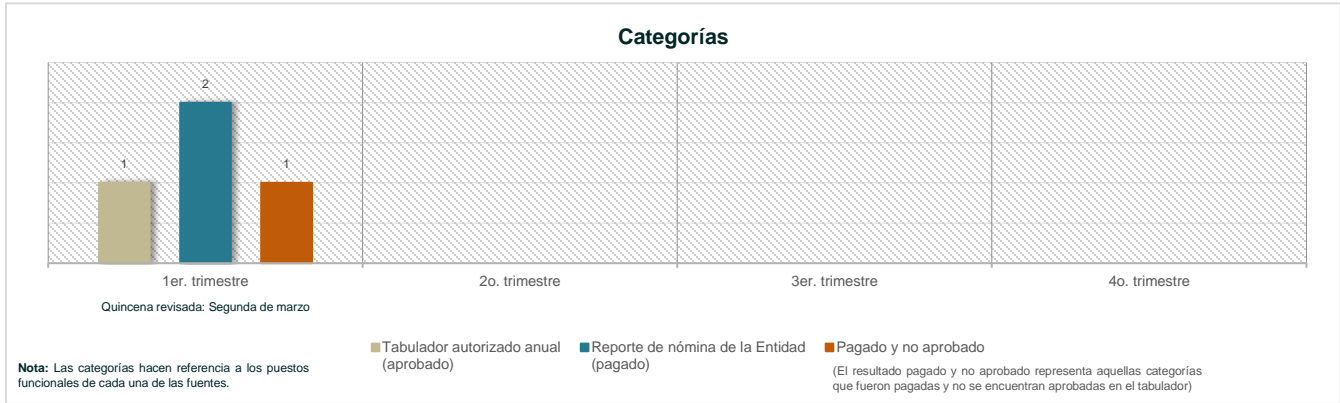 Categorías
2
1
1
1er. trimestre
2o. trimestre
3er. trimestre
4o. trimestre
Quincena revisada: Segunda de marzo
Tabulador autorizado anual
(aprobado)
Reporte de nómina de la Entidad
(pagado)
Pagado y no aprobado
(El resultado pagado y no aprobado representa aquellas categorías
que fueron pagadas y no se encuentran aprobadas en el tabulador)
Nota: Las categorías hacen referencia a los puestos
funcionales de cada una de las fuentes.